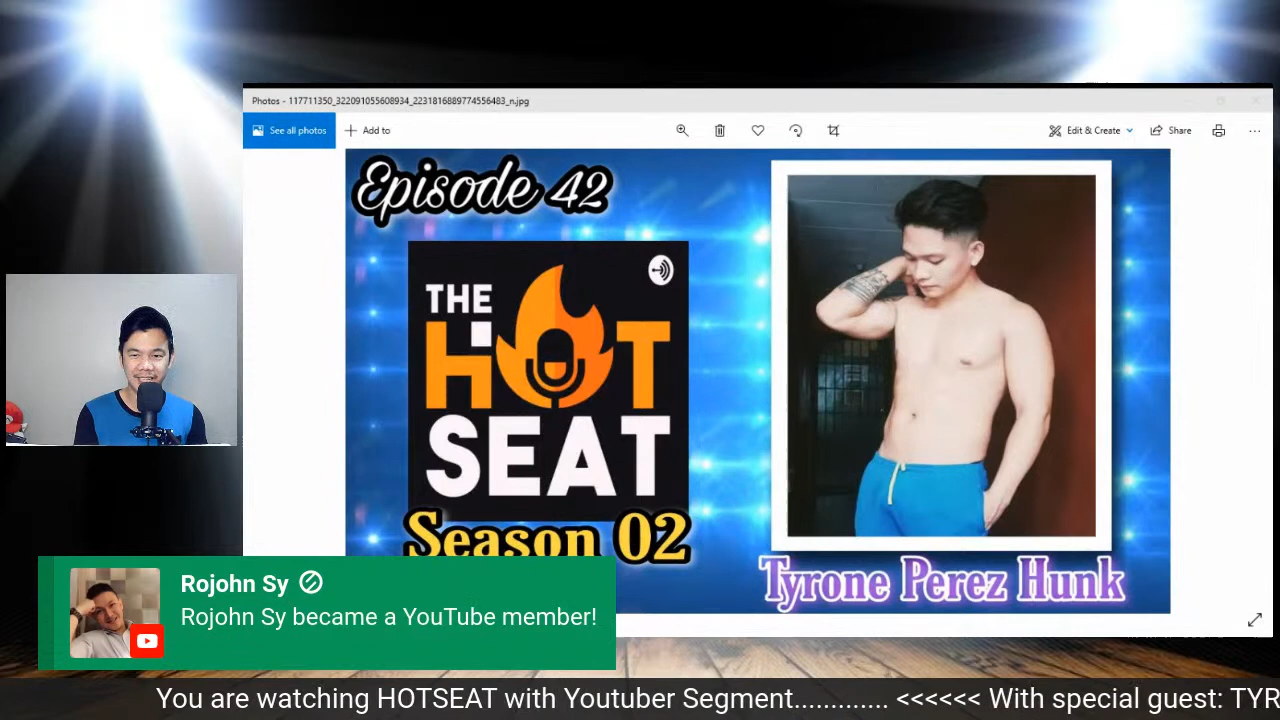 Photos - 117711350_322091055608934_2231816889774556483_n.jpg
See all photos
Add to
Edit & Create
Share
Episode 42
THE
HOT
SEAT
Season 02
Tyrone Perez Hunk
Rojohn Sy
Rojohn Sy became a YouTube member!
You are watching HOTSEAT with Youtuber Segment............. <<<<<< With special guest: TYR